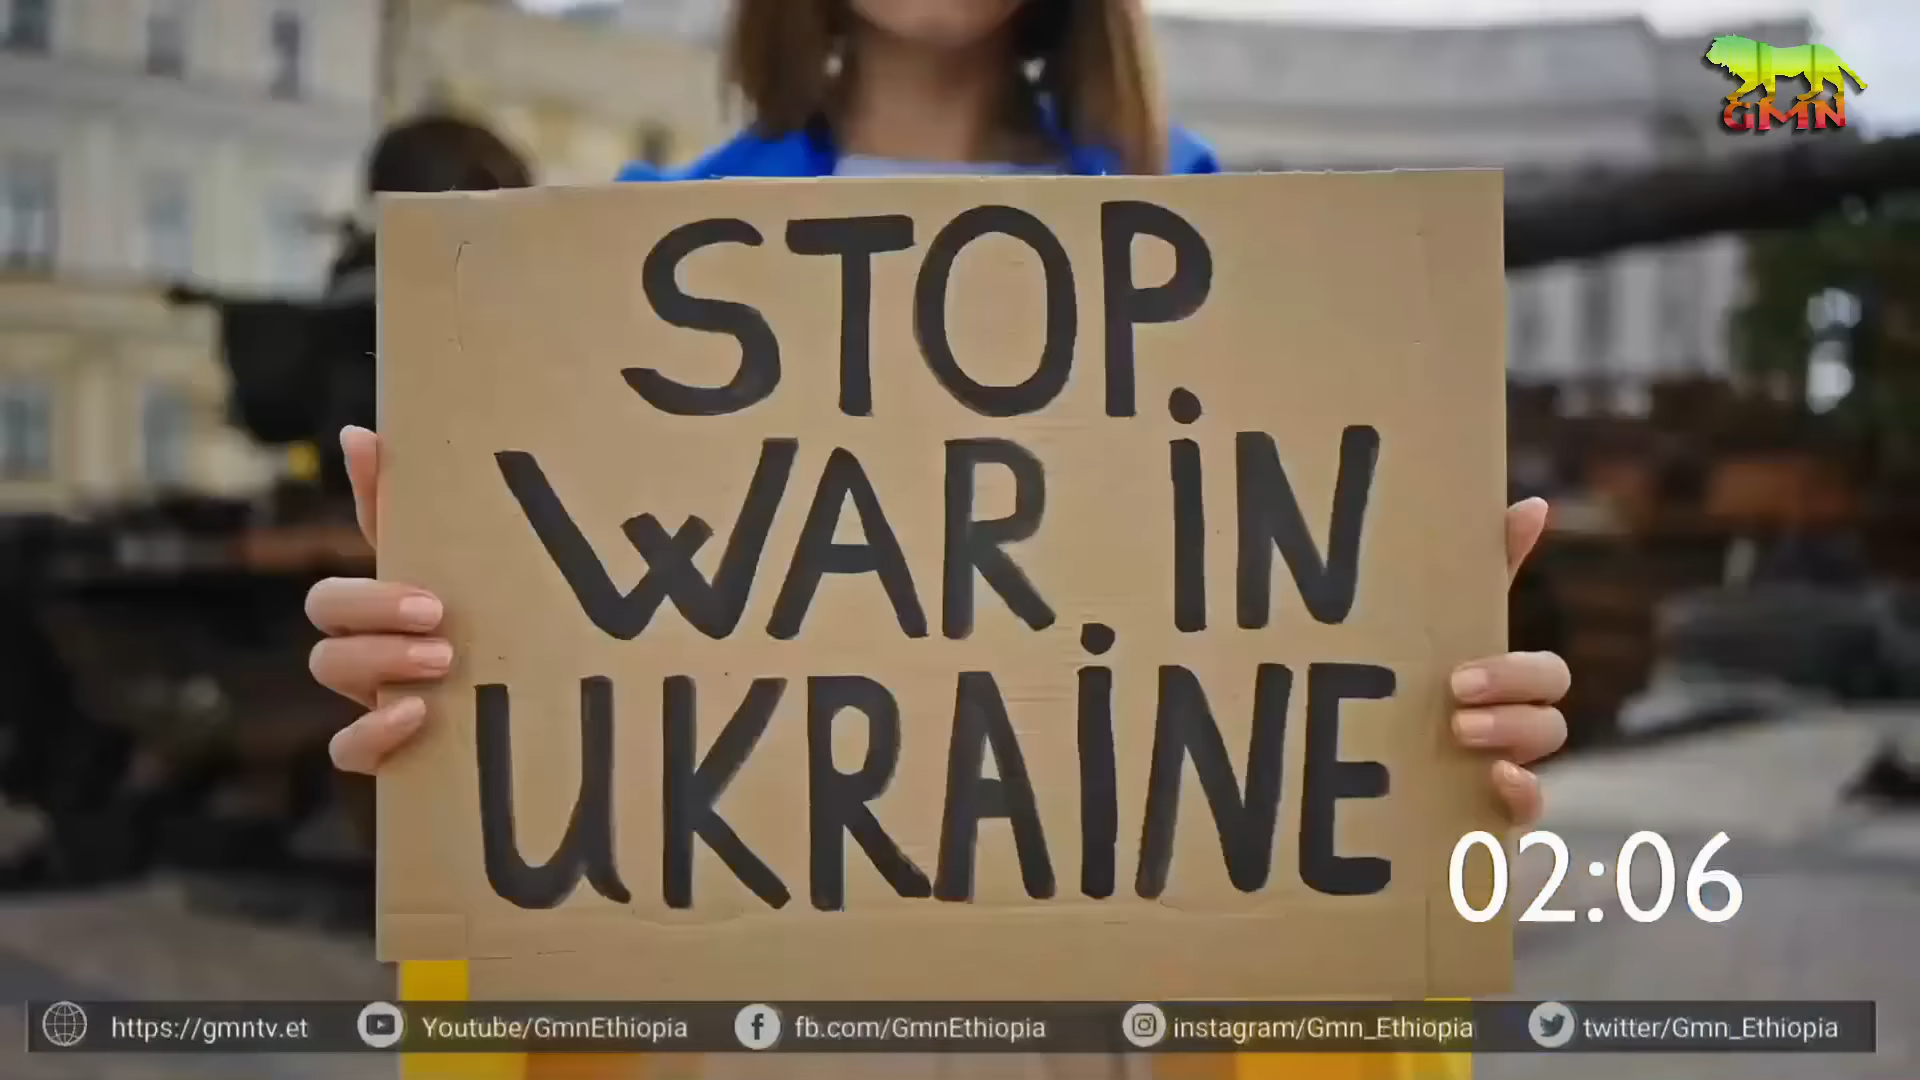 GMN
STOP
WAR iN
UKRAiNE
02:06
https://gmntv.et
Youtube/GmnEthiopia
fb.com/GmnEthiopia
instagram/Gmn_Ethiopia
twitter/Gmn_Ethiopia